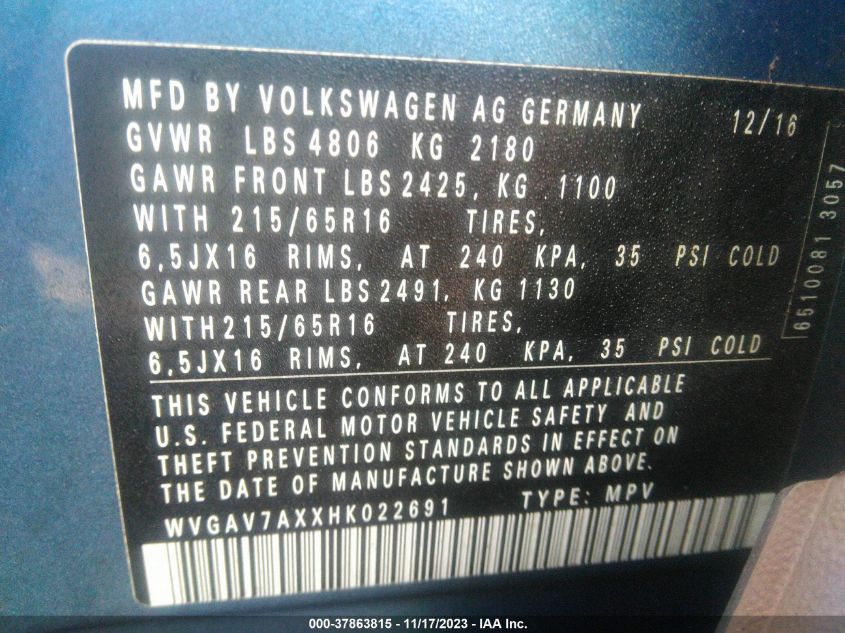 MFD BY VOLKSWAGEN AG GERMANY 12/16
GVWR LBS 4806 KG 2180
GAWR FRONT LBS 2425, KG 1100
WITH 215/65R16 TIRES,
6,5JX16 RIMS, AT 240 KPA, 35 PSI COLD
GAWR REAR LBS 2491, KG 1130
WITH 215/65R16 TIRES,
6,5JX16 RIMS, AT 240 KPA, 35 PSI COLD
THIS VEHICLE CONFORMS TO ALL APPLICABLE
U.S. FEDERAL MOTOR VEHICLE SAFETY AND
THEFT PREVENTION STANDARDS IN EFFECT ON
THE DATE OF MANUFACTURE SHOWN ABOVE.
WVGAV7AXXHK022691 TYPE: MPV
6510081 3057
000-37863815 - 11/17/2023 - IAA Inc.